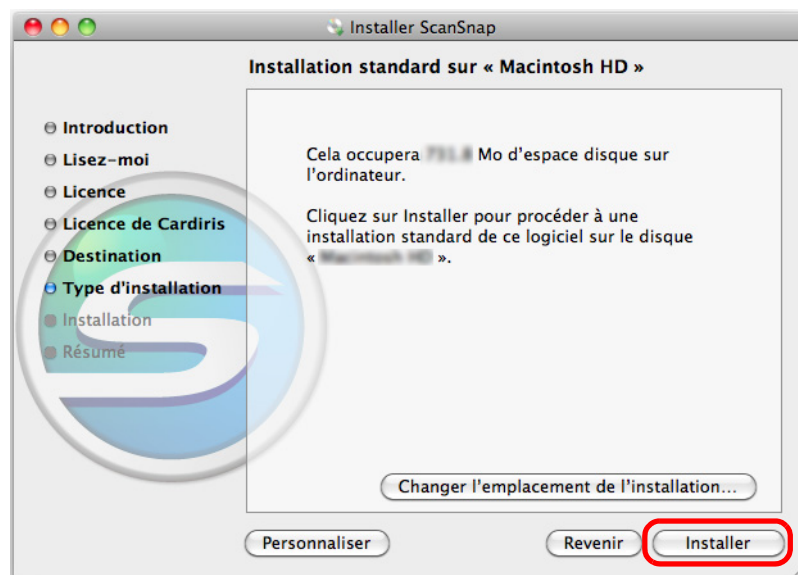 Installer ScanSnap
Installation standard sur « Macintosh HD »
Introduction
Lisez-moi
Licence
Licence de Cardiris
Destination
Type d'installation
Installation
Résumé
Cela occupera Mo d'espace disque sur
l'ordinateur.
Cliquez sur Installer pour procéder à une
installation standard de ce logiciel sur le disque
« ».
Changer l'emplacement de l'installation...
Personnaliser
Revenir
Installer